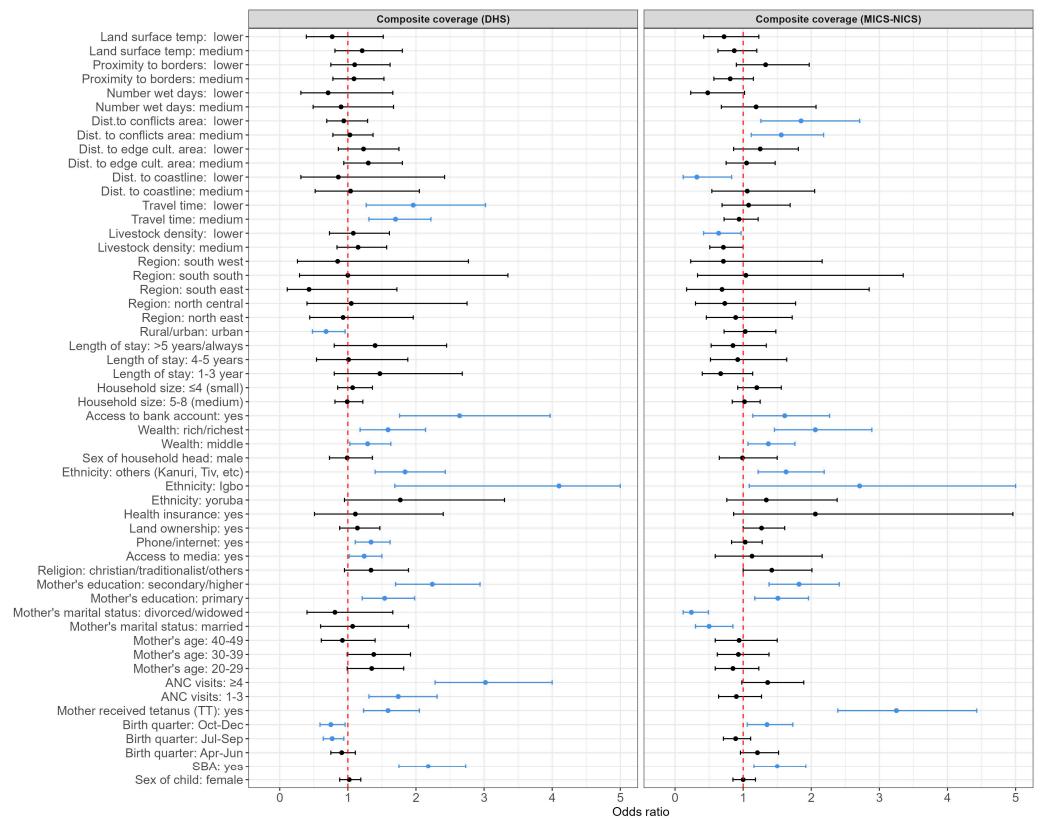 Composite coverage (DHS) Composite coverage (MICS-NICS)
Land surface temp: lower
Land surface temp: medium
Proximity to borders: lower
Proximity to borders: medium
Number wet days: lower
Number wet days: medium
Dist.to conflicts area: lower
Dist. to conflicts area: medium
Dist. to edge cult. area: lower
Dist. to edge cult. area: medium
Dist. to coastline: lower
Dist. to coastline: medium
Travel time: lower
Travel time: medium
Livestock density: lower
Livestock density: medium
Region: south west
Region: south south
Region: south east
Region: north central
Region: north east
Rural/urban: urban
Length of stay: >5 years/always
Length of stay: 4-5 years
Length of stay: 1-3 year
Household size: ≤4 (small)
Household size: 5-8 (medium)
Access to bank account: yes
Wealth: rich/richest
Wealth: middle
Sex of household head: male
Ethnicity: others (Kanuri, Tiv, etc)
Ethnicity: Igbo
Ethnicity: yoruba
Health insurance: yes
Land ownership: yes
Phone/internet: yes
Access to media: yes
Religion: christian/traditionalist/others
Mother's education: secondary/higher
Mother's education: primary
Mother's marital status: divorced/widowed
Mother's marital status: married
Mother's age: 40-49
Mother's age: 30-39
Mother's age: 20-29
ANC visits: ≥4
ANC visits: 1-3
Mother received tetanus (TT): yes
Birth quarter: Oct-Dec
Birth quarter: Jul-Sep
Birth quarter: Apr-Jun
SBA: yes
Sex of child: female
0 1 2 3 4 5 0 1 2 3 4 5
Odds ratio